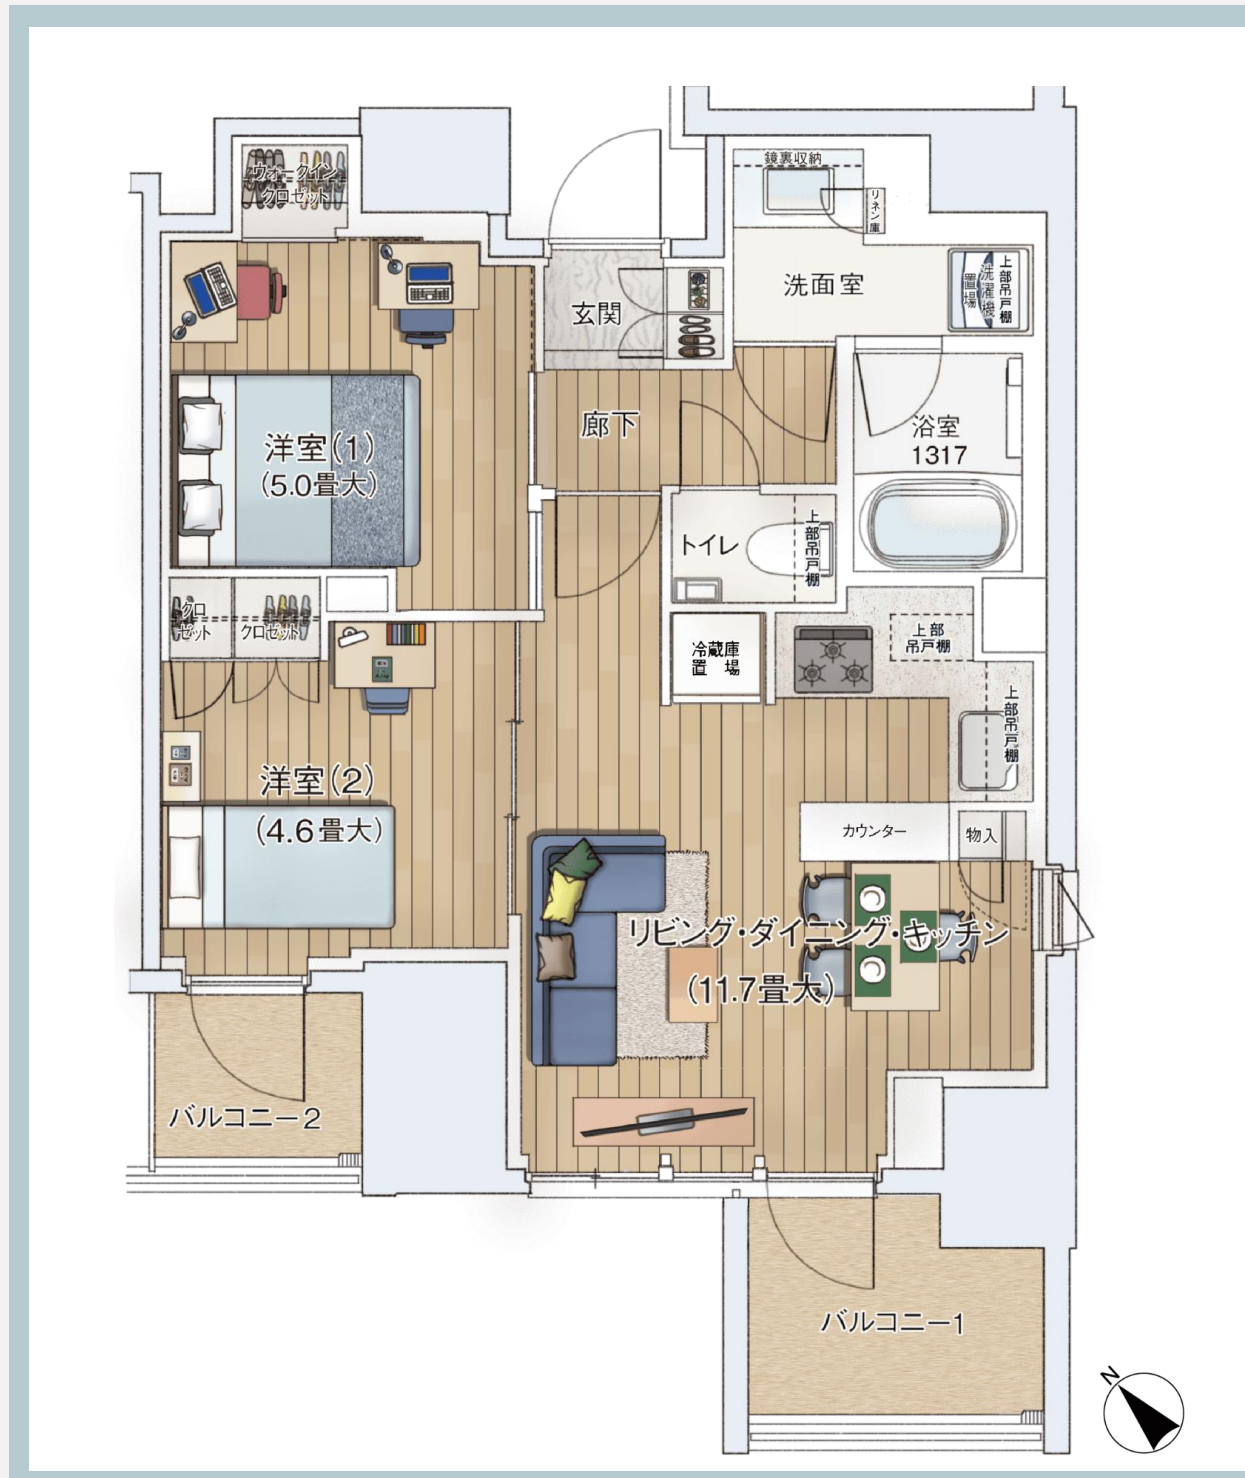 ウォークイン
クロゼット
鏡裏収納
リネン庫
洗面室
上部吊戸棚
洗濯機
置場
玄関
廊下
浴室
1317
洋室(1)
(5.0畳大)
トイレ
上部吊戸棚
クロ
ゼット
クロゼット
冷蔵庫
置場
上部
吊戸棚
上部吊戸棚
洋室(2)
(4.6畳大)
カウンター
物入
リビング・ダイニング・キッチン
(11.7畳大)
バルコニー2
バルコニー1
N